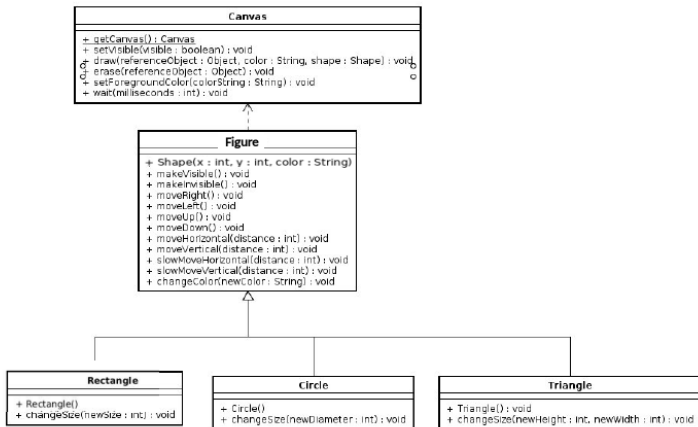 Canvas
+ getCanvas() : Canvas
+ setVisible(visible : boolean) : void
+ draw(referenceObject : Object, color : String, shape : Shape) : void
+ erase(referenceObject : Object) : void
+ setForegroundColor(colorString : String) : void
+ wait(milliseconds : int) : void
Figure
+ Shape(x : int, y : int, color : String)
+ makeVisible() : void
+ makeInvisible() : void
+ moveRight() : void
+ moveLeft() : void
+ moveUp() : void
+ moveDown() : void
+ moveHorizontal(distance : int) : void
+ moveVertical(distance : int) : void
+ slowMoveHorizontal(distance : int) : void
+ slowMoveVertical(distance : int) : void
+ changeColor(newColor : String) : void
Rectangle
+ Rectangle()
+ changeSize(newSize : int) : void
Circle
+ Circle()
+ changeSize(newDiameter : int) : void
Triangle
+ Triangle() : void
+ changeSize(newHeight : int, newWidth : int) : void